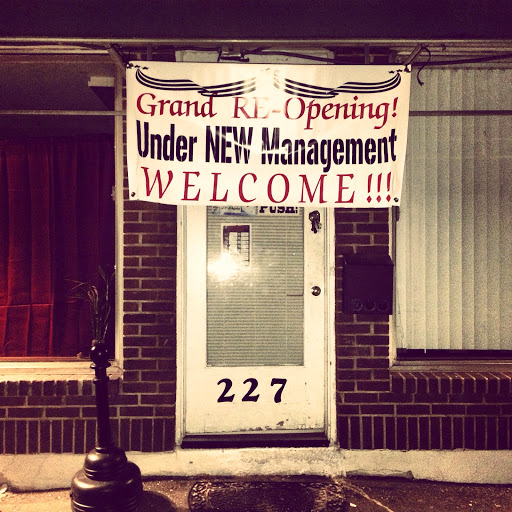 Grand RE-Opening!
Under NEW Management
WELCOME!!!
PUSH!
227